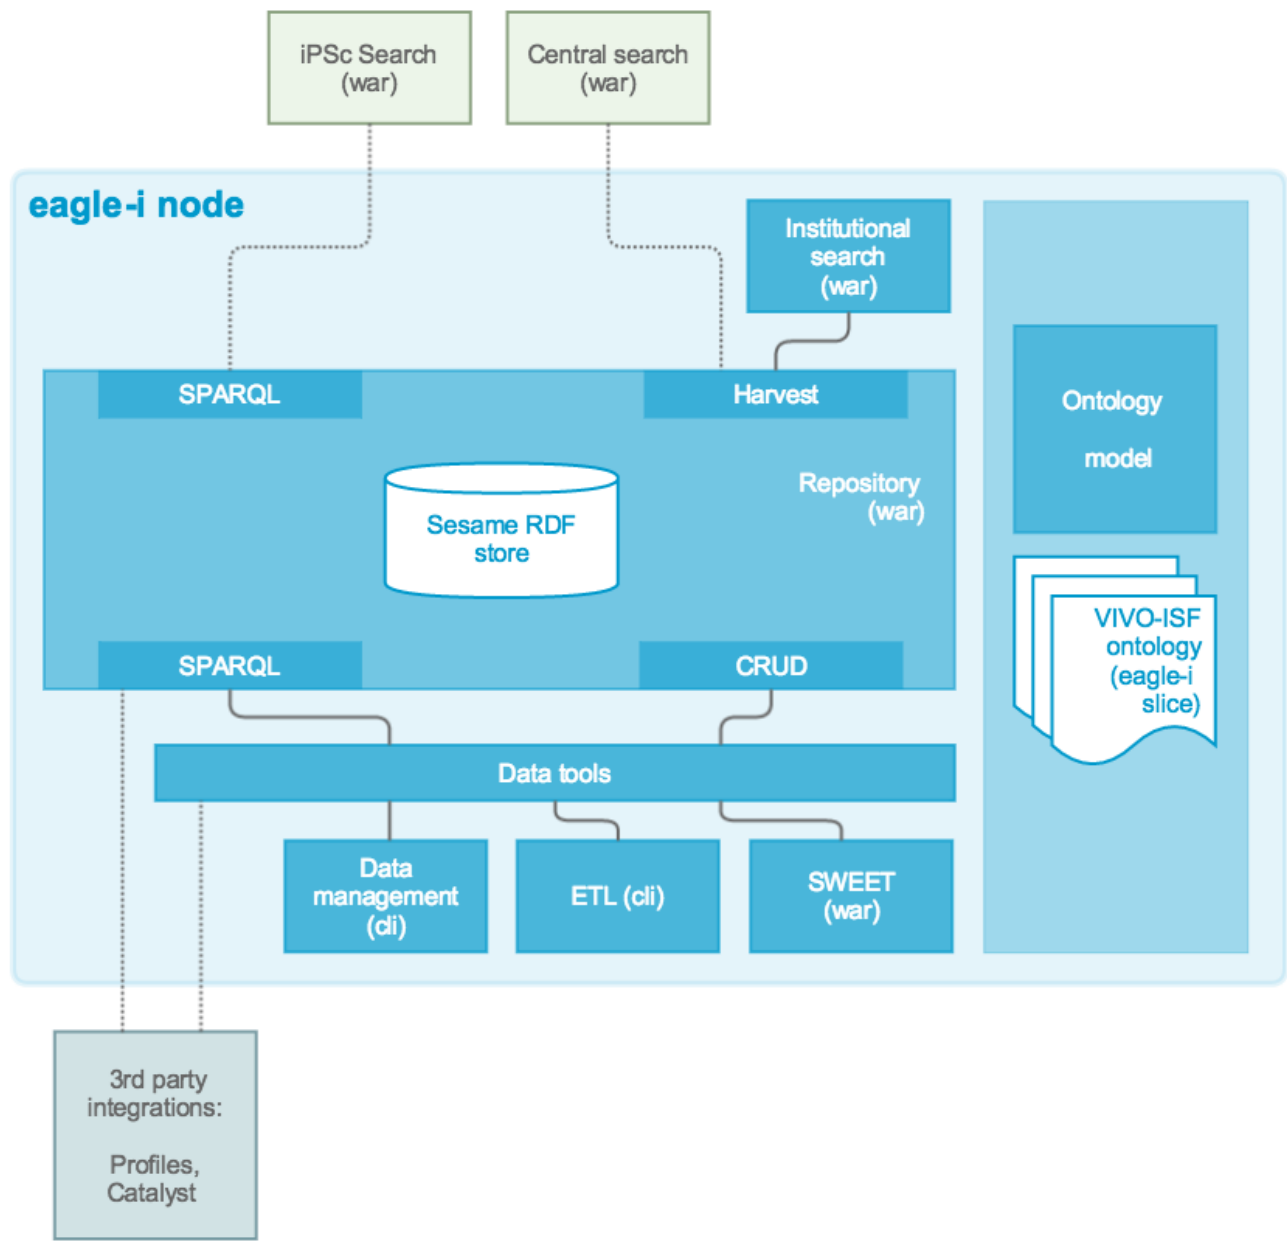 iPSc Search
(war)
Central search
(war)
eagle-i node
Institutional
search
(war)
SPARQL
Harvest
Ontology
model
Repository
(war)
Sesame RDF
store
VIVO-ISF
ontology
(eagle-i
slice)
SPARQL
CRUD
Data tools
Data
management
(cli)
ETL (cli)
SWEET
(war)
3rd party
integrations:
Profiles,
Catalyst